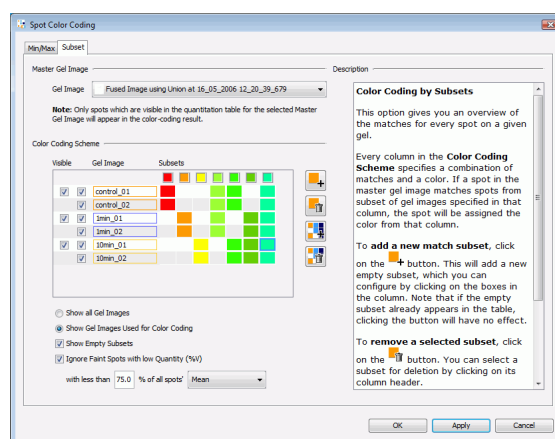 Spot Color Coding
Min/Max Subset
Master Gel Image
Gel Image Fused Image using Union at 16_05_2006 12_20_39_679
Note: Only spots which are visible in the quantitation table for the selected Master
Gel Image will appear in the color-coding result.
Color Coding Scheme
Visible Gel Image Subsets
control_01
control_02
1min_01
1min_02
10min_01
10min_02
Show all Gel Images
Show Gel Images Used for Color Coding
Show Empty Subsets
Ignore Faint Spots with low Quantity (%V)
with less than 75.0 % of all spots' Mean
Description
Color Coding by Subsets
This option gives you an overview of
the matches for every spot on a given
gel.
Every column in the Color Coding
Scheme specifies a combination of
matches and a color. If a spot in the
master gel image matches spots from
subset of gel images specified in that
column, the spot will be assigned the
color from that column.
To add a new match subset, click
on the button. This will add a new
empty subset, which you can
configure by clicking on the boxes in
the column. Note that if the empty
subset already appears in the table,
clicking the button will have no effect.
To remove a selected subset, click
on the button. You can select a
subset for deletion by clicking on its
column header.
OK Apply Cancel